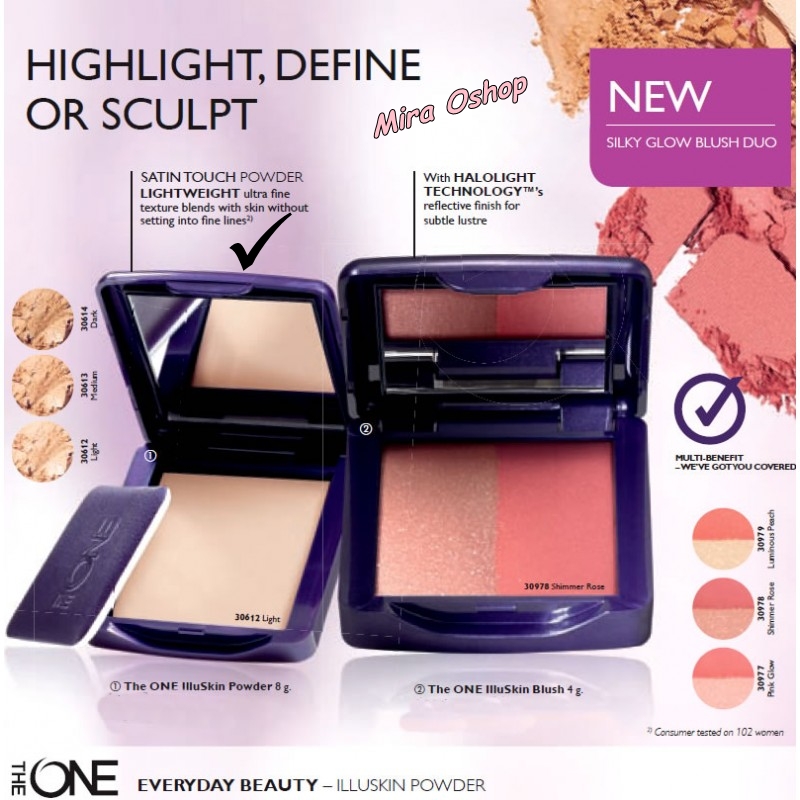 HIGHLIGHT, DEFINE
OR SCULPT
Mira Oshop
NEW
SILKY GLOW BLUSH DUO
SATIN TOUCH POWDER
LIGHTWEIGHT ultra fine
texture blends with skin without
setting into fine lines²⁾
With HALOLIGHT
TECHNOLOGY™'s
reflective finish for
subtle lustre
30614
Dark
30613
Medium
30612
Light
①
②
THE ONE
30612 Light
30978 Shimmer Rose
MULTI-BENEFIT
–WE'VE GOT YOU COVERED
30979
Luminous Peach
30978
Shimmer Rose
30977
Pink Glow
① The ONE IlluSkin Powder 8 g.
② The ONE IlluSkin Blush 4 g.
²⁾ Consumer tested on 102 women
THE ONE EVERYDAY BEAUTY – ILLUSKIN POWDER